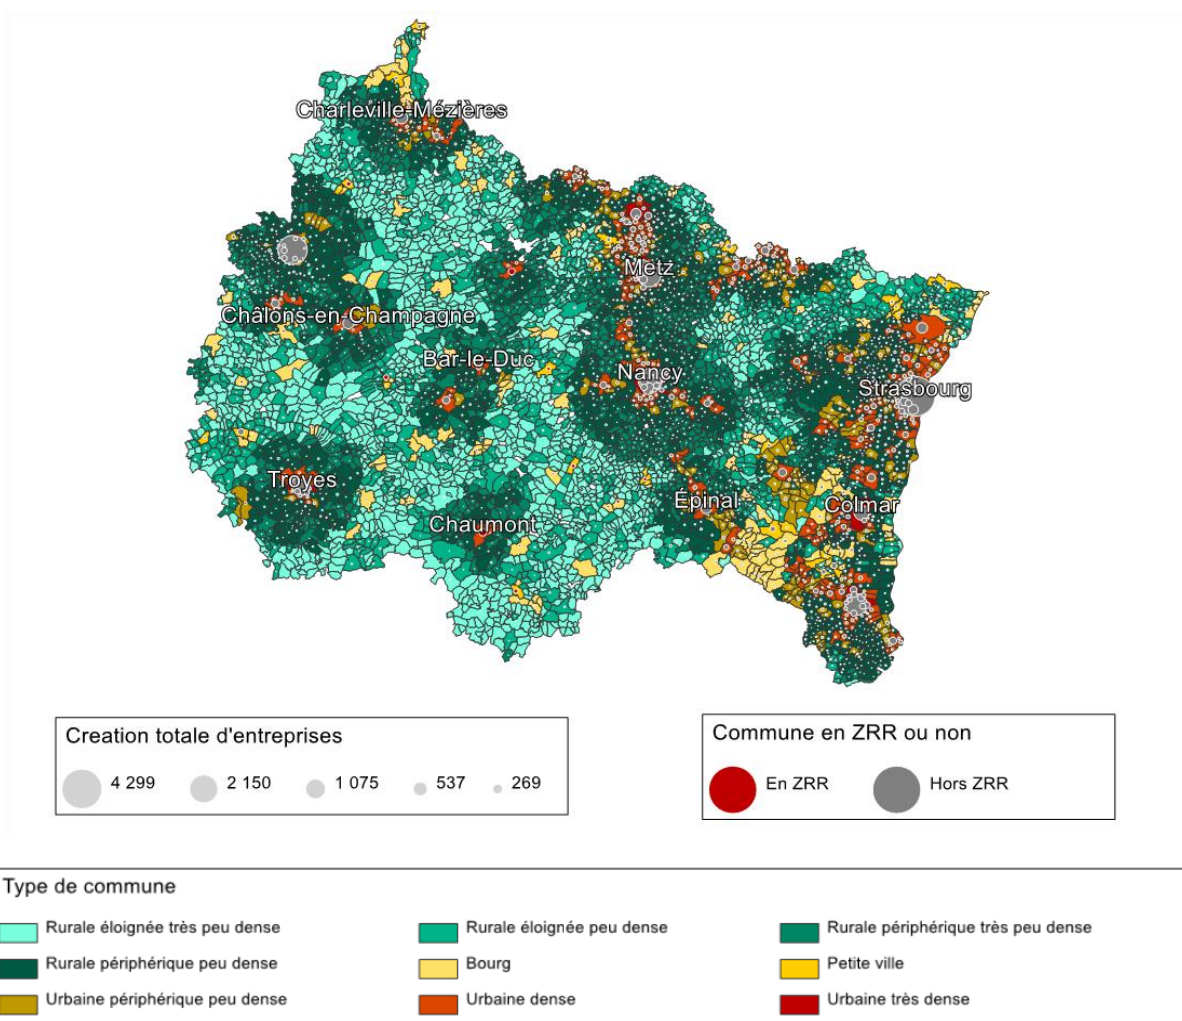 Charleville-Mézières
Metz
Châlons-en-Champagne
Bar-le-Duc
Nancy
Strasbourg
Troyes
Épinal
Colmar
Chaumont
Creation totale d'entreprises
4 299 2 150 1 075 537 269
Commune en ZRR ou non
En ZRR Hors ZRR
Type de commune
Rurale éloignée très peu dense Rurale éloignée peu dense Rurale périphérique très peu dense
Rurale périphérique peu dense Bourg Petite ville
Urbaine périphérique peu dense Urbaine dense Urbaine très dense